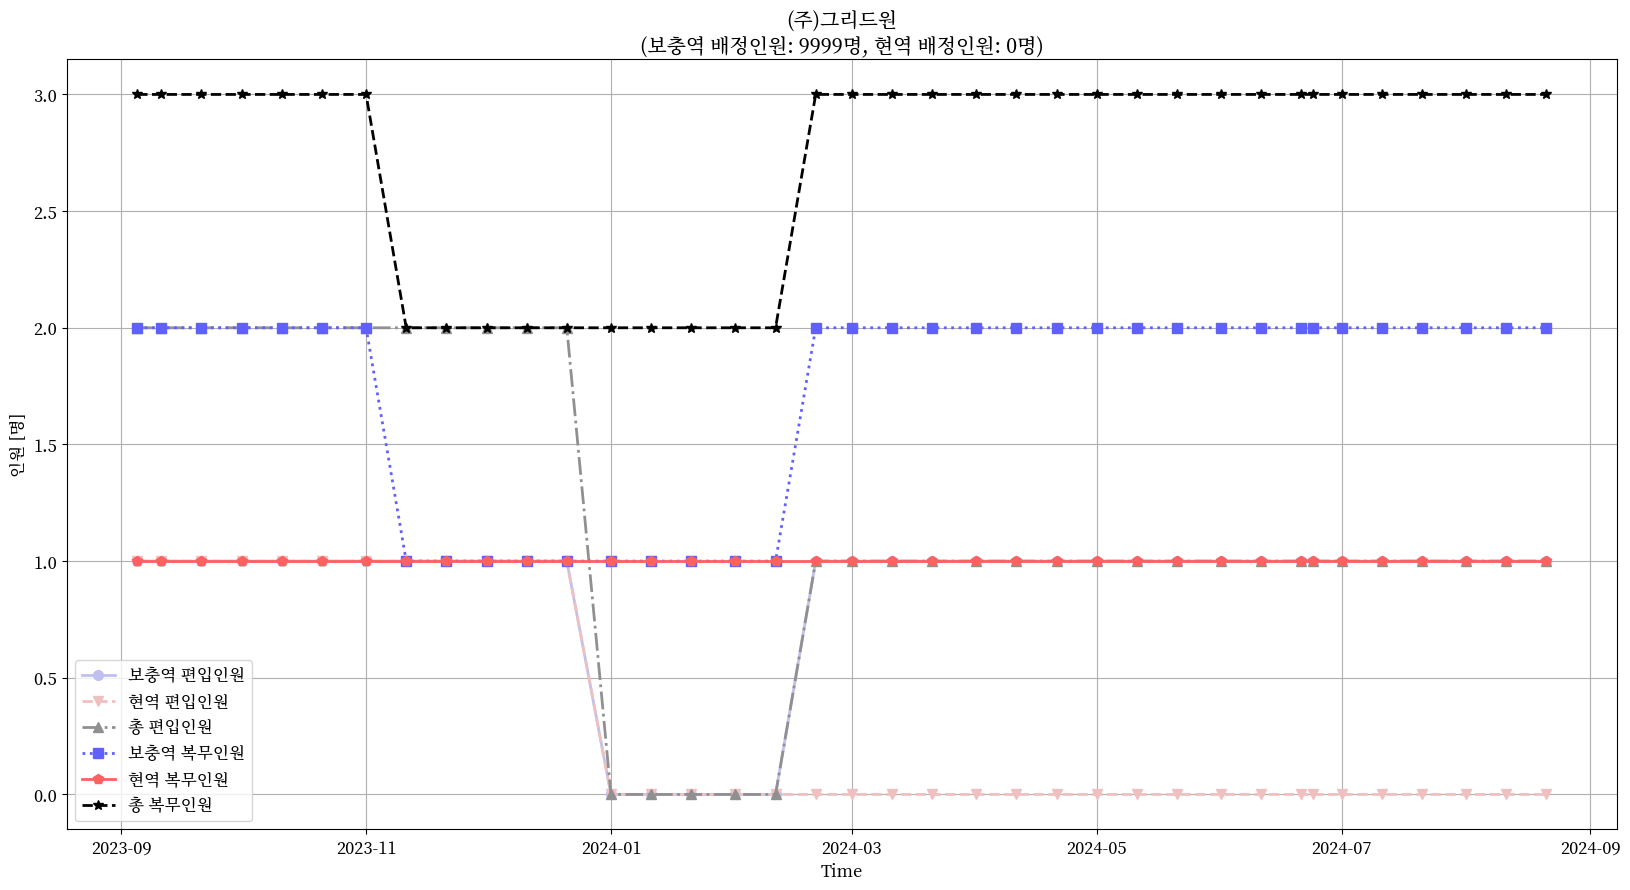 (주)그리드원
(보충역 배정인원: 9999명, 현역 배정인원: 0명)
인원 [명]
3.0
2.5
2.0
1.5
1.0
0.5
0.0
보충역 편입인원
현역 편입인원
총 편입인원
보충역 복무인원
현역 복무인원
총 복무인원
2023-09
2023-11
2024-01
2024-03
2024-05
2024-07
2024-09
Time